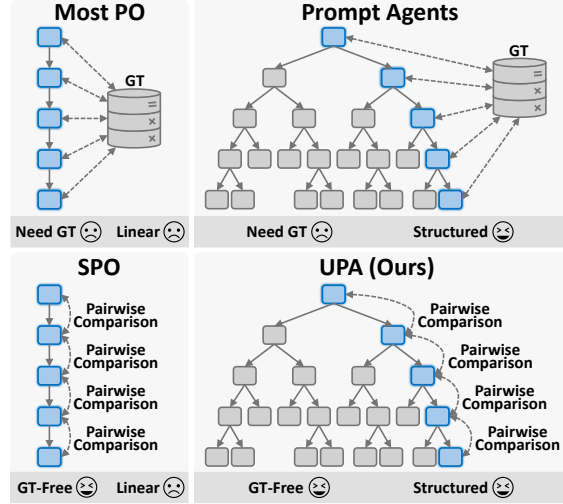 Most PO
GT
Need GT
Linear
Prompt Agents
GT
Need GT
Structured
SPO
Pairwise
Comparison
Pairwise
Comparison
Pairwise
Comparison
Pairwise
Comparison
GT-Free
Linear
UPA (Ours)
Pairwise
Comparison
Pairwise
Comparison
Pairwise
Comparison
Pairwise
Comparison
GT-Free
Structured